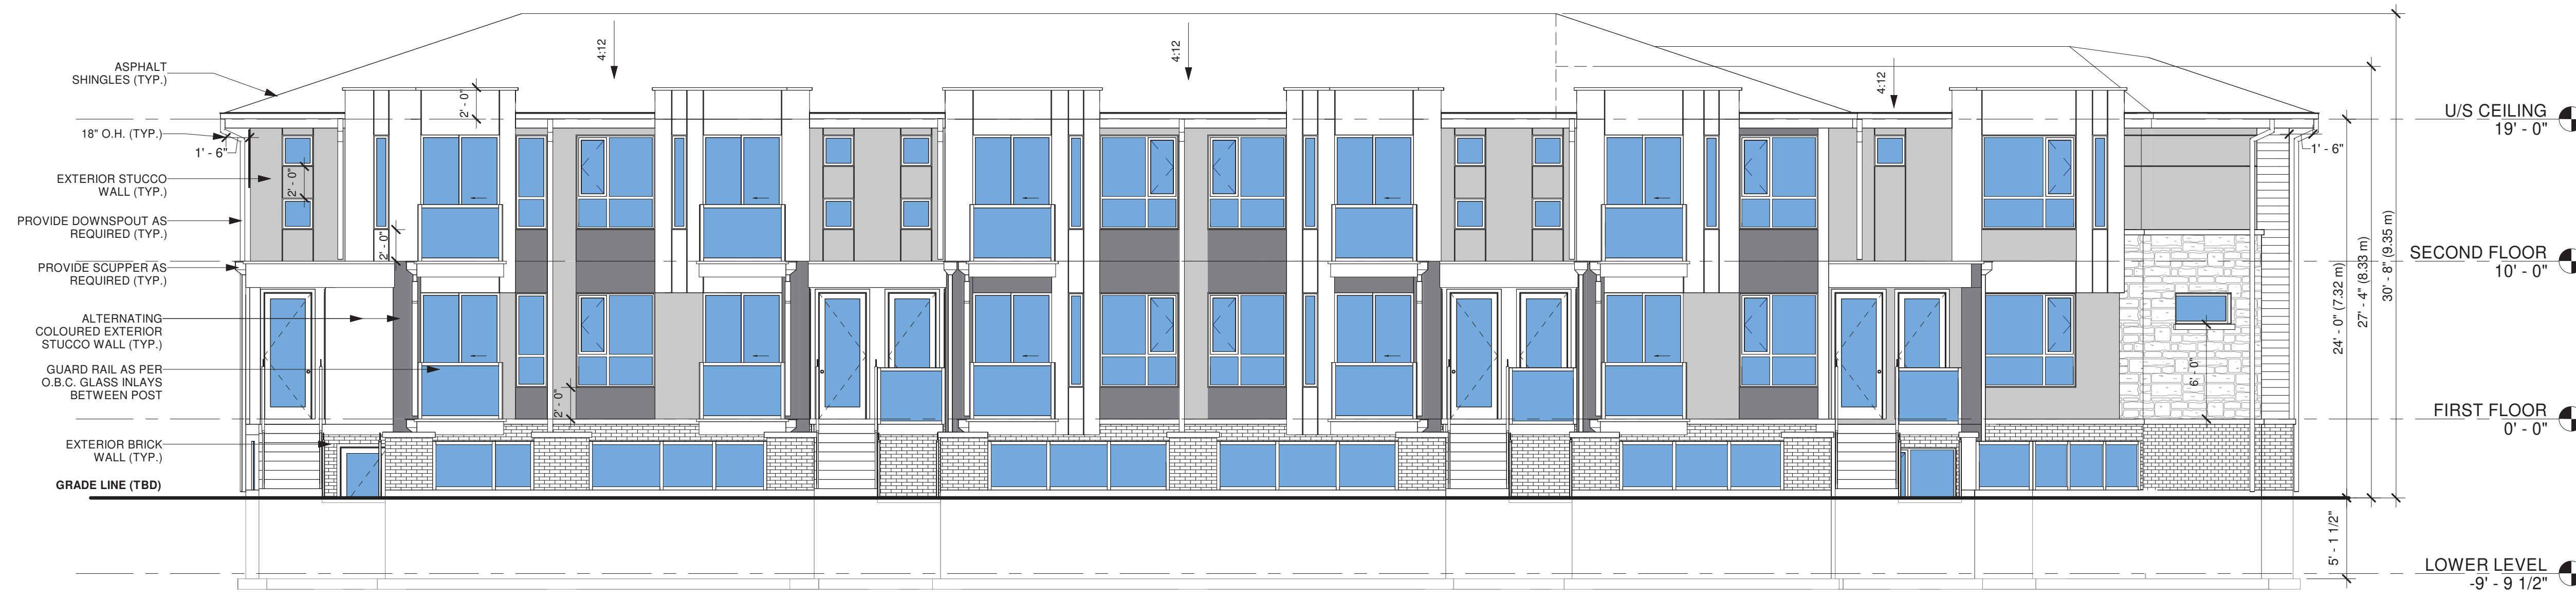 ASPHALT
SHINGLES (TYP.)
18" O.H. (TYP.)
1' - 6"
EXTERIOR STUCCO
WALL (TYP.)
PROVIDE DOWNSPOUT AS
REQUIRED (TYP.)
PROVIDE SCUPPER AS
REQUIRED (TYP.)
ALTERNATING
COLOURED EXTERIOR
STUCCO WALL (TYP.)
GUARD RAIL AS PER
O.B.C. GLASS INLAYS
BETWEEN POST
EXTERIOR BRICK
WALL (TYP.)
GRADE LINE (TBD)
4:12
4:12
4:12
2' - 0"
2' - 0"
2' - 0"
2' - 0"
6' - 0"
1' - 6"
24' - 0" (7.32 m)
27' - 4" (8.33 m)
30' - 8" (9.35 m)
5' - 1 1/2"
U/S CEILING
19' - 0"
SECOND FLOOR
10' - 0"
FIRST FLOOR
0' - 0"
LOWER LEVEL
-9' - 9 1/2"